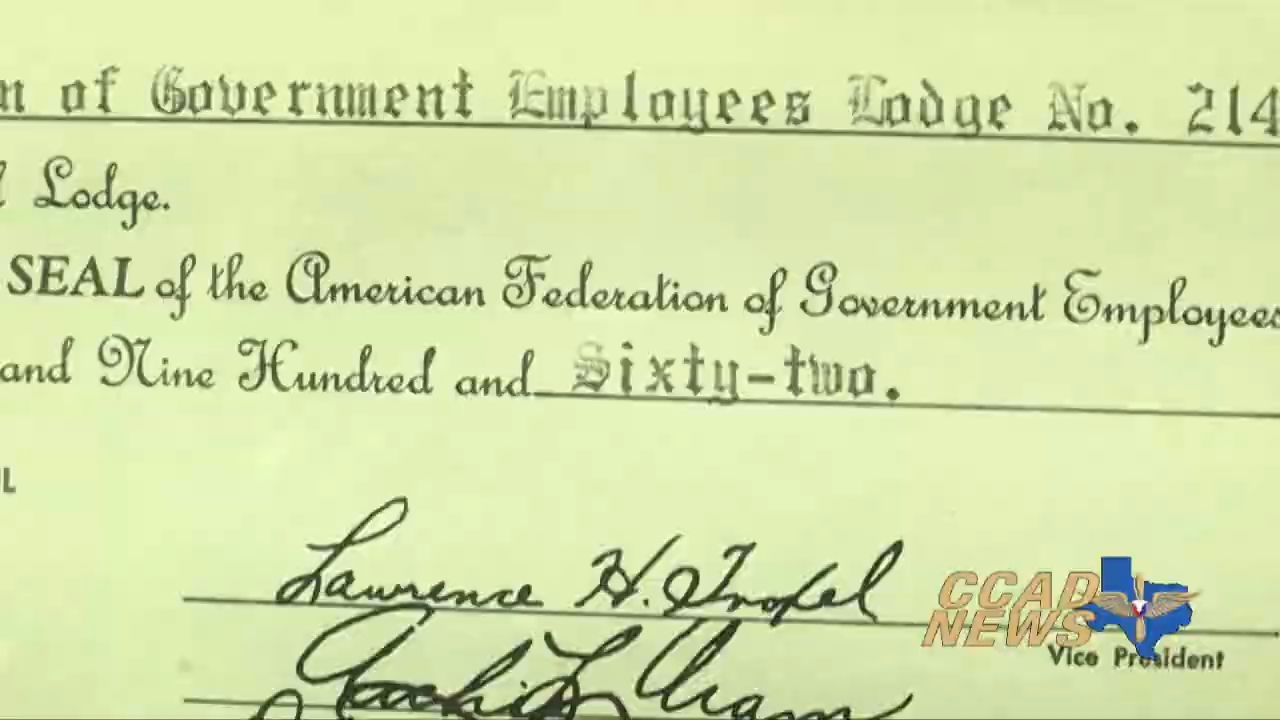 n of Government Employees Lodge No. 214
l Lodge.
SEAL of the American Federation of Government Employees
and Nine Hundred and Sixty-two.
Lawrence H.
CCAD
NEWS
Vice President